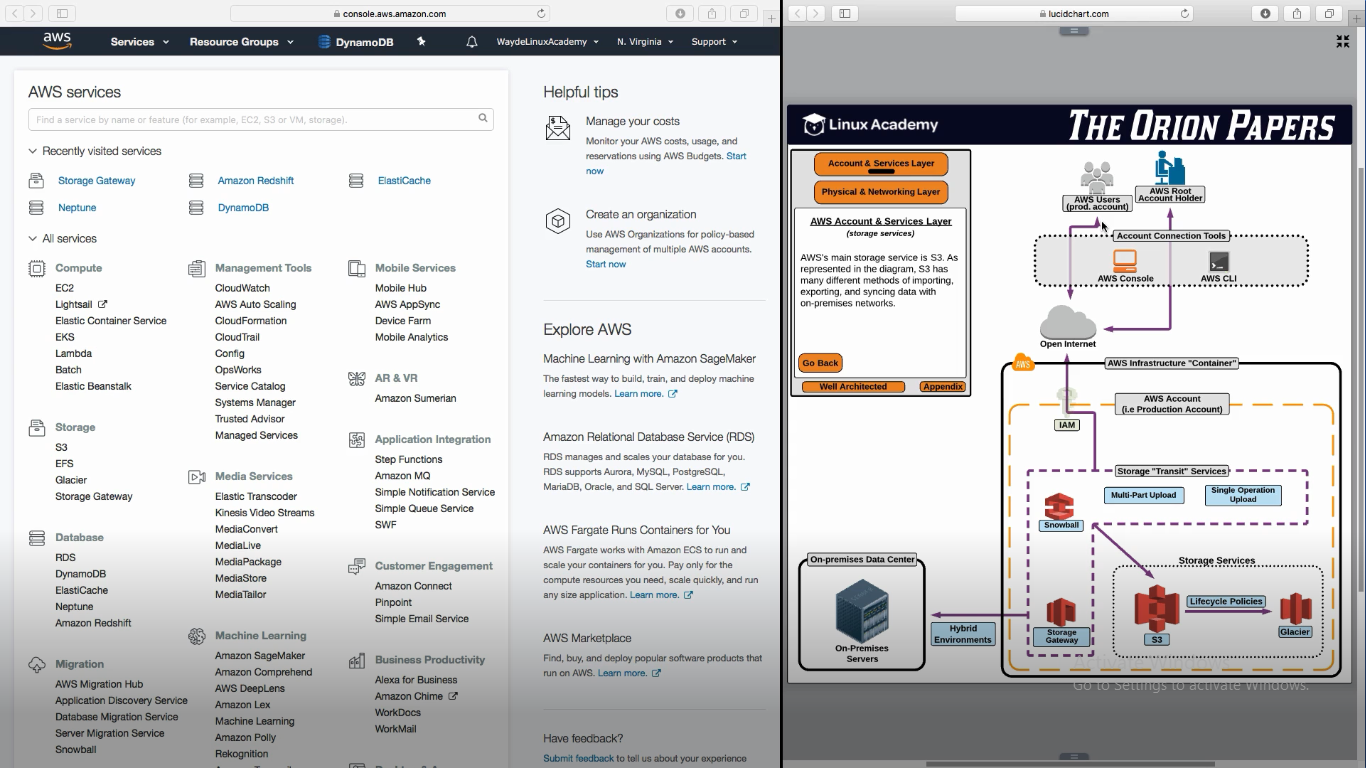 console.aws.amazon.com
aws
Services
Resource Groups
DynamoDB
WaydeLinuxAcademy
N. Virginia
Support
AWS services
Find a service by name or feature (for example, EC2, S3 or VM, storage).
Recently visited services
Storage Gateway
Amazon Redshift
ElastiCache
Neptune
DynamoDB
All services
Compute
EC2
Lightsail
Elastic Container Service
EKS
Lambda
Batch
Elastic Beanstalk
Storage
S3
EFS
Glacier
Storage Gateway
Database
RDS
DynamoDB
ElastiCache
Neptune
Amazon Redshift
Migration
AWS Migration Hub
Application Discovery Service
Database Migration Service
Server Migration Service
Snowball
Management Tools
CloudWatch
AWS Auto Scaling
CloudFormation
CloudTrail
Config
OpsWorks
Service Catalog
Systems Manager
Trusted Advisor
Managed Services
Media Services
Elastic Transcoder
Kinesis Video Streams
MediaConvert
MediaLive
MediaPackage
MediaStore
MediaTailor
Machine Learning
Amazon SageMaker
Amazon Comprehend
AWS DeepLens
Amazon Lex
Machine Learning
Amazon Polly
Rekognition
Mobile Services
Mobile Hub
AWS AppSync
Device Farm
Mobile Analytics
AR & VR
Amazon Sumerian
Application Integration
Step Functions
Amazon MQ
Simple Notification Service
Simple Queue Service
SWF
Customer Engagement
Amazon Connect
Pinpoint
Simple Email Service
Business Productivity
Alexa for Business
Amazon Chime
WorkDocs
WorkMail
Helpful tips
Manage your costs
Monitor your AWS costs, usage, and
reservations using AWS Budgets. Start
now
Create an organization
Use AWS Organizations for policy-based
management of multiple AWS accounts.
Start now
Explore AWS
Machine Learning with Amazon SageMaker
The fastest way to build, train, and deploy machine
learning models. Learn more.
Amazon Relational Database Service (RDS)
RDS manages and scales your database for you.
RDS supports Aurora, MySQL, PostgreSQL,
MariaDB, Oracle, and SQL Server. Learn more.
AWS Fargate Runs Containers for You
AWS Fargate works with Amazon ECS to run and
scale your containers for you. Pay only for the
compute resources you need, scale quickly, and run
any size application. Learn more.
AWS Marketplace
Find, buy, and deploy popular software products that
run on AWS. Learn more.
Have feedback?
Submit feedback to tell us about your experience
lucidchart.com
Linux Academy
THE ORION PAPERS
Account & Services Layer
Physical & Networking Layer
AWS Account & Services Layer
(storage services)
AWS's main storage service is S3. As
represented in the diagram, S3 has
many different methods of importing,
exporting, and syncing data with
on-premises networks.
Go Back
Well Architected
Appendix
AWS Users
(prod. account)
AWS Root
Account Holder
Account Connection Tools
AWS Console
AWS CLI
Open Internet
AWS
AWS Infrastructure "Container"
AWS Account
(i.e Production Account)
IAM
Storage "Transit" Services
Multi-Part Upload
Single Operation
Upload
Snowball
Storage Services
Lifecycle Policies
S3
Glacier
Storage
Gateway
Hybrid
Environments
On-premises Data Center
On-Premises
Servers
Activate Windows
Go to Settings to activate Windows.